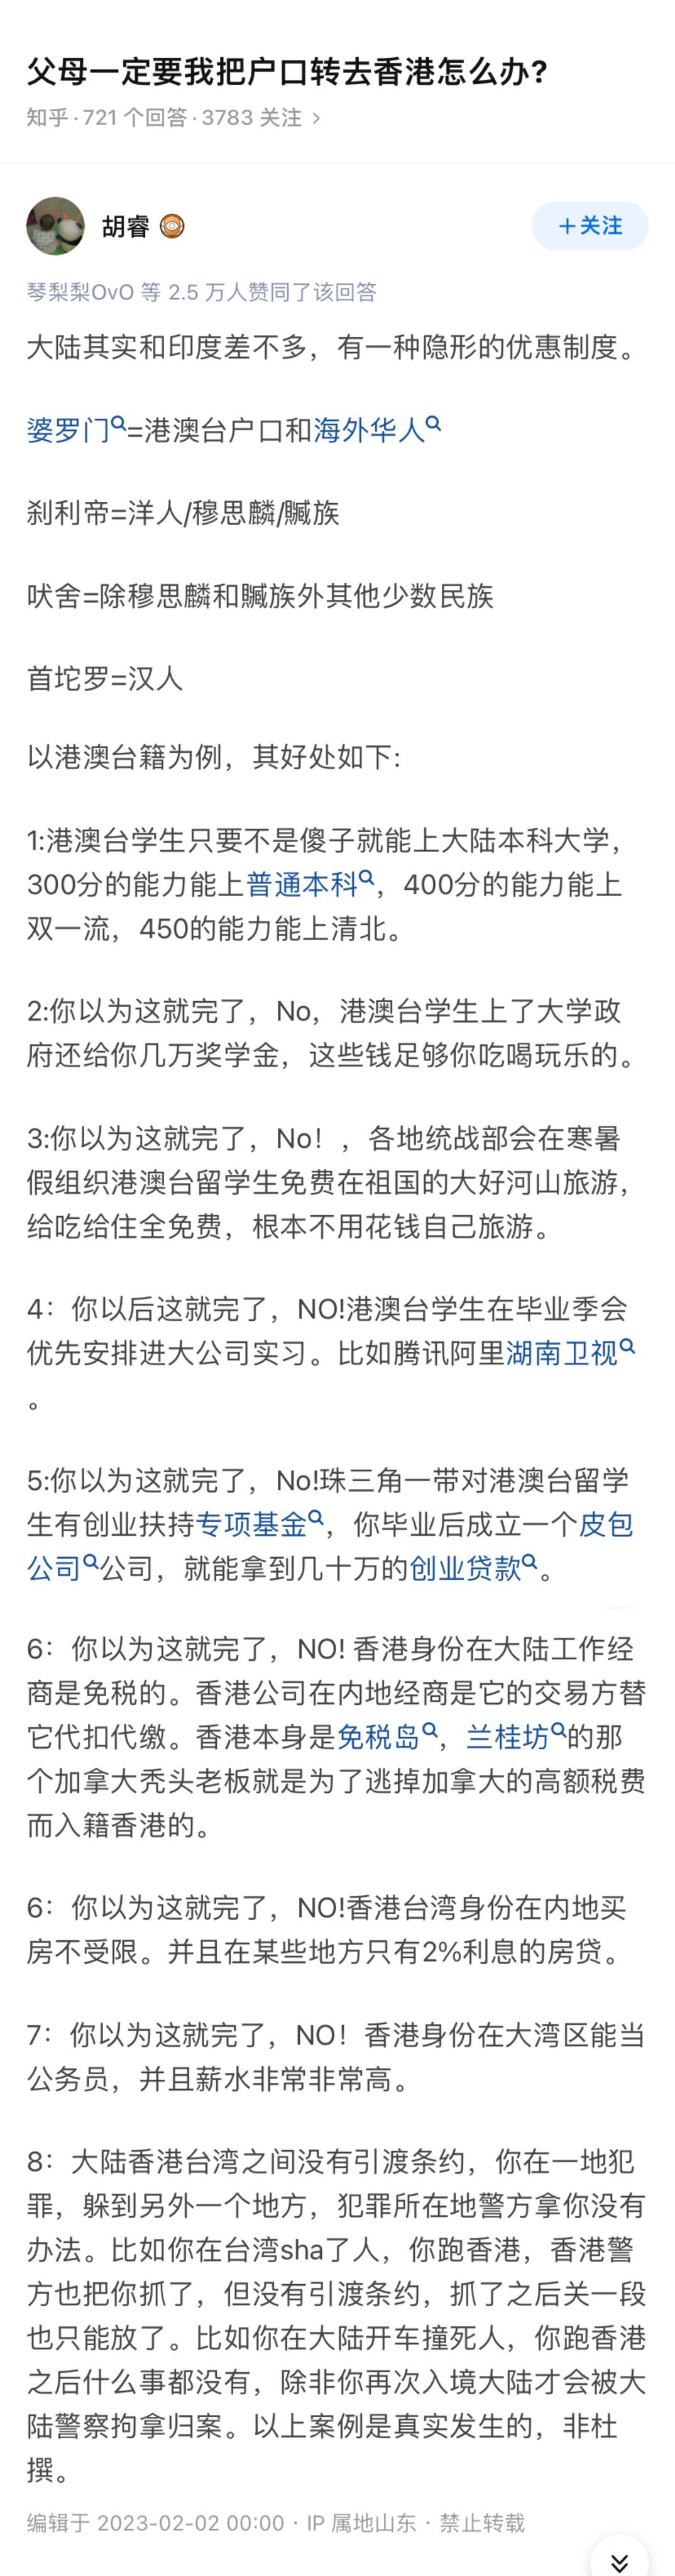 父母一定要我把户口转去香港怎么办?
知乎·721 个回答·3783 关注 >
胡睿
+关注
琴梨梨OvO 等 2.5 万人赞同了该回答
大陆其实和印度差不多，有一种隐形的优惠制度。
婆罗门=港澳台户口和海外华人
刹利帝=洋人/穆思麟/贓族
吠舍=除穆思麟和贓族外其他少数民族
首坨罗=汉人
以港澳台籍为例，其好处如下:
1:港澳台学生只要不是傻子就能上大陆本科大学，
300分的能力能上普通本科，400分的能力能上
双一流，450的能力能上清北。
2:你以为这就完了，No，港澳台学生上了大学政
府还给你几万奖学金，这些钱足够你吃喝玩乐的。
3:你以为这就完了，No！，各地统战部会在寒暑
假组织港澳台留学生免费在祖国的大好河山旅游，
给吃给住全免费，根本不用花钱自己旅游。
4：你以后这就完了，NO!港澳台学生在毕业季会
优先安排进大公司实习。比如腾讯阿里湖南卫视
。
5:你以为这就完了，No!珠三角一带对港澳台留学
生有创业扶持专项基金，你毕业后成立一个皮包
公司公司，就能拿到几十万的创业贷款。
6：你以为这就完了，NO! 香港身份在大陆工作经
商是免税的。香港公司在内地经商是它的交易方替
它代扣代缴。香港本身是免税岛，兰桂坊的那
个加拿大秃头老板就是为了逃掉加拿大的高额税费
而入籍香港的。
6：你以为这就完了，NO!香港台湾身份在内地买
房不受限。并且在某些地方只有2%利息的房贷。
7：你以为这就完了，NO！香港身份在大湾区能当
公务员，并且薪水非常非常高。
8：大陆香港台湾之间没有引渡条约，你在一地犯
罪，躲到另外一个地方，犯罪所在地警方拿你没有
办法。比如你在台湾sha了人，你跑香港，香港警
方也把你抓了，但没有引渡条约，抓了之后关一段
也只能放了。比如你在大陆开车撞死人，你跑香港
之后什么事都没有，除非你再次入境大陆才会被大
陆警察拘拿归案。以上案例是真实发生的，非杜
撰。
编辑于 2023-02-02 00:00 · IP 属地山东 · 禁止转载